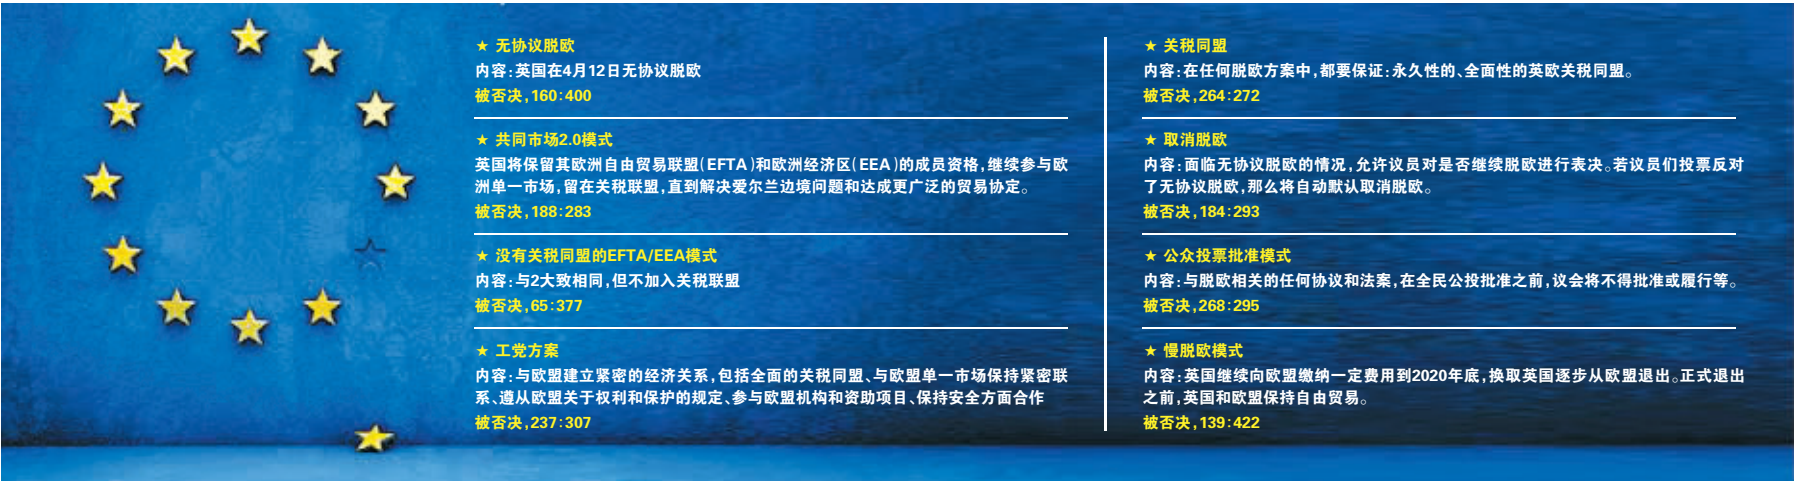 ★ 无协议脱欧
内容:英国在4月12日无协议脱欧
被否决,160:400
★ 共同市场2.0模式
英国将保留其欧洲自由贸易联盟(EFTA)和欧洲经济区(EEA)的成员资格,继续参与欧
洲单一市场,留在关税联盟,直到解决爱尔兰边境问题和达成更广泛的贸易协定。
被否决,188:283
★ 没有关税同盟的EFTA/EEA模式
内容:与2大致相同,但不加入关税联盟
被否决,65:377
★ 工党方案
内容:与欧盟建立紧密的经济关系,包括全面的关税同盟、与欧盟单一市场保持紧密联
系、遵从欧盟关于权利和保护的规定、参与欧盟机构和资助项目、保持安全方面合作
被否决,237:307
★ 关税同盟
内容:在任何脱欧方案中,都要保证:永久性的、全面性的英欧关税同盟。
被否决,264:272
★ 取消脱欧
内容:面临无协议脱欧的情况,允许议员对是否继续脱欧进行表决。若议员们投票反对
了无协议脱欧,那么将自动默认取消脱欧。
被否决,184:293
★ 公众投票批准模式
内容:与脱欧相关的任何协议和法案,在全民公投批准之前,议会将不得批准或履行等。
被否决,268:295
★ 慢脱欧模式
内容:英国继续向欧盟缴纳一定费用到2020年底,换取英国逐步从欧盟退出。正式退出
之前,英国和欧盟保持自由贸易。
被否决,139:422